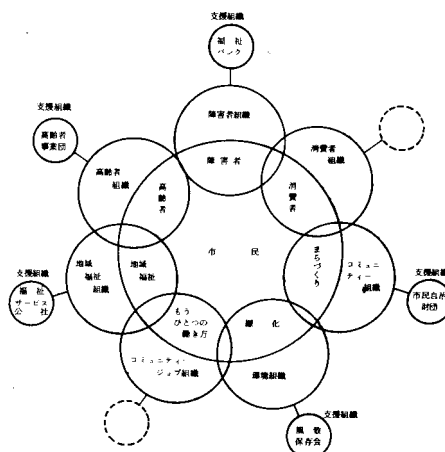 支援組織
福祉
バンク
障害者組織
障害者
支援組織
高齢者
事業団
高齢者
組織
高齢者
消費者
組織
消費者
市民
支援組織
福祉
サービス
公社
地域
福祉
組織
地域
福祉
まちづくり
コミュニ
ティー
組織
支援組織
市民自治
財団
もう
ひとつの
働き方
コミュニティ・
ジョブ組織
緑化
環境組織
支援組織
風致
保存会